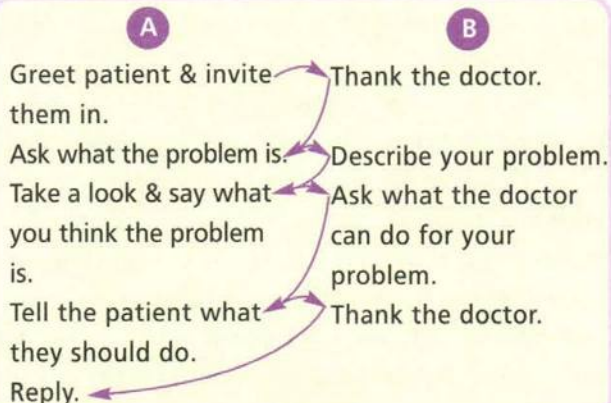 A
Greet patient & invite
them in.
Ask what the problem is.
Take a look & say what
you think the problem
is.
Tell the patient what
they should do.
Reply.
B
Thank the doctor.
Describe your problem.
Ask what the doctor
can do for your
problem.
Thank the doctor.